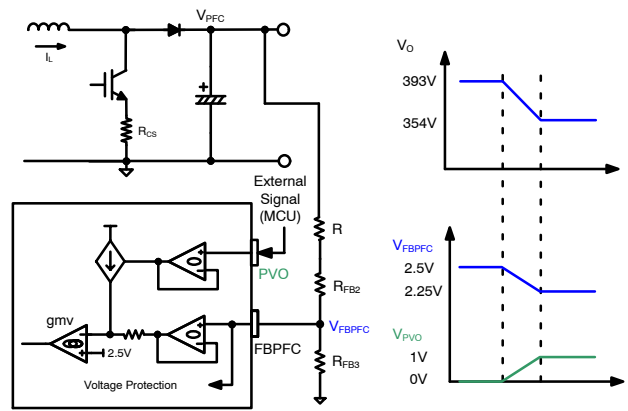 V_PFC
I_L
R_CS
External
Signal
(MCU)
PVO
R
R_FB2
gmv
2.5V
V_FBPFC
FBPFC
R_FB3
Voltage Protection
V_O
393V
354V
V_FBPFC
2.5V
2.25V
V_PVO
1V
0V